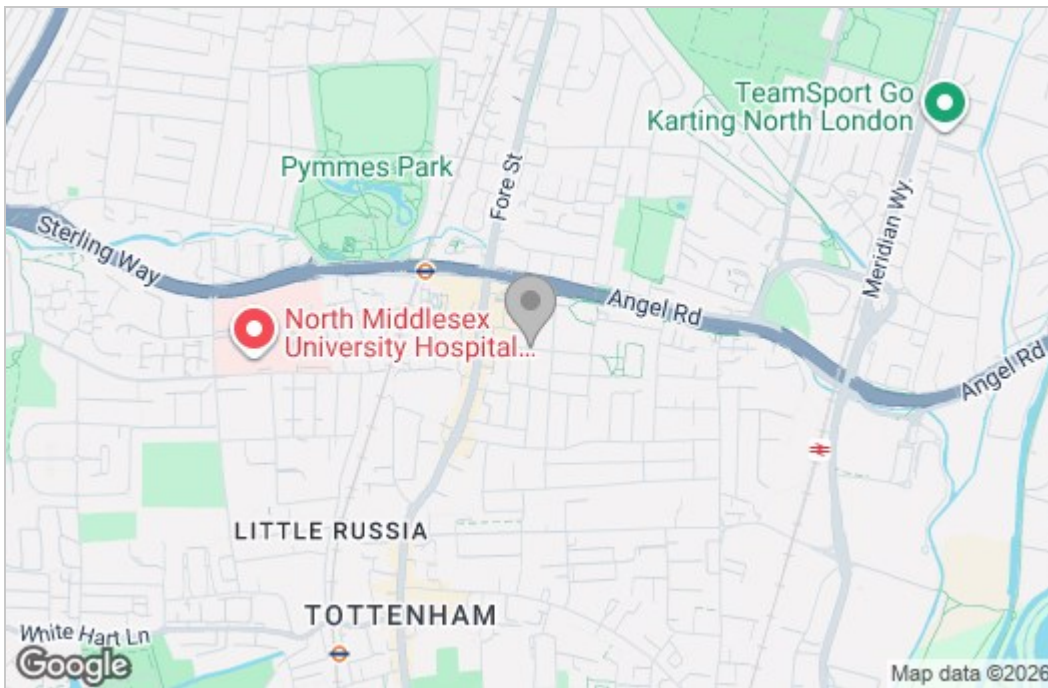 TeamSport Go
Karting North London
Pymmes Park
Fore St
Meridian Wy.
Sterling Way
Angel Rd
North Middlesex
University Hospital...
Angel Rd
LITTLE RUSSIA
TOTTENHAM
White Hart Ln
Google
Map data ©2026